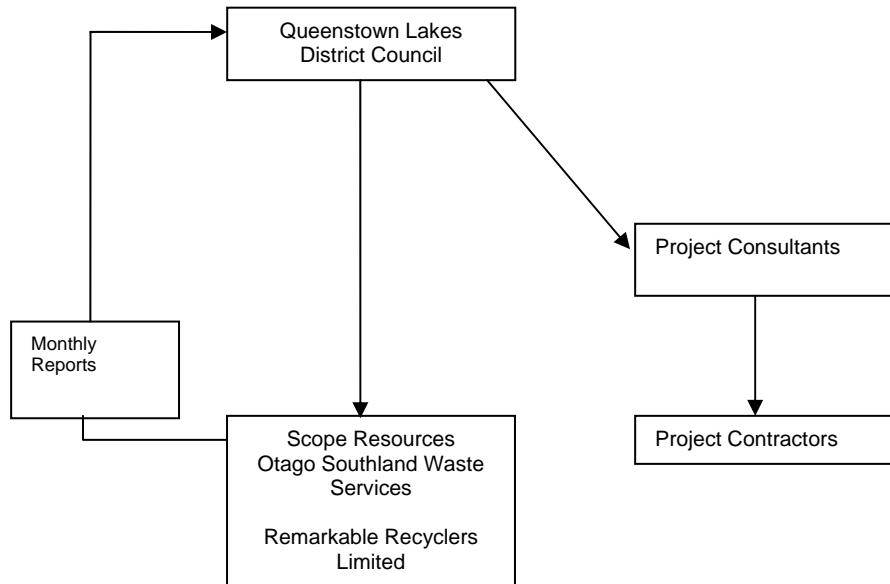 Queenstown Lakes
District Council
Project Consultants
Monthly
Reports
Scope Resources
Otago Southland Waste
Services
Remarkable Recyclers
Limited
Project Contractors